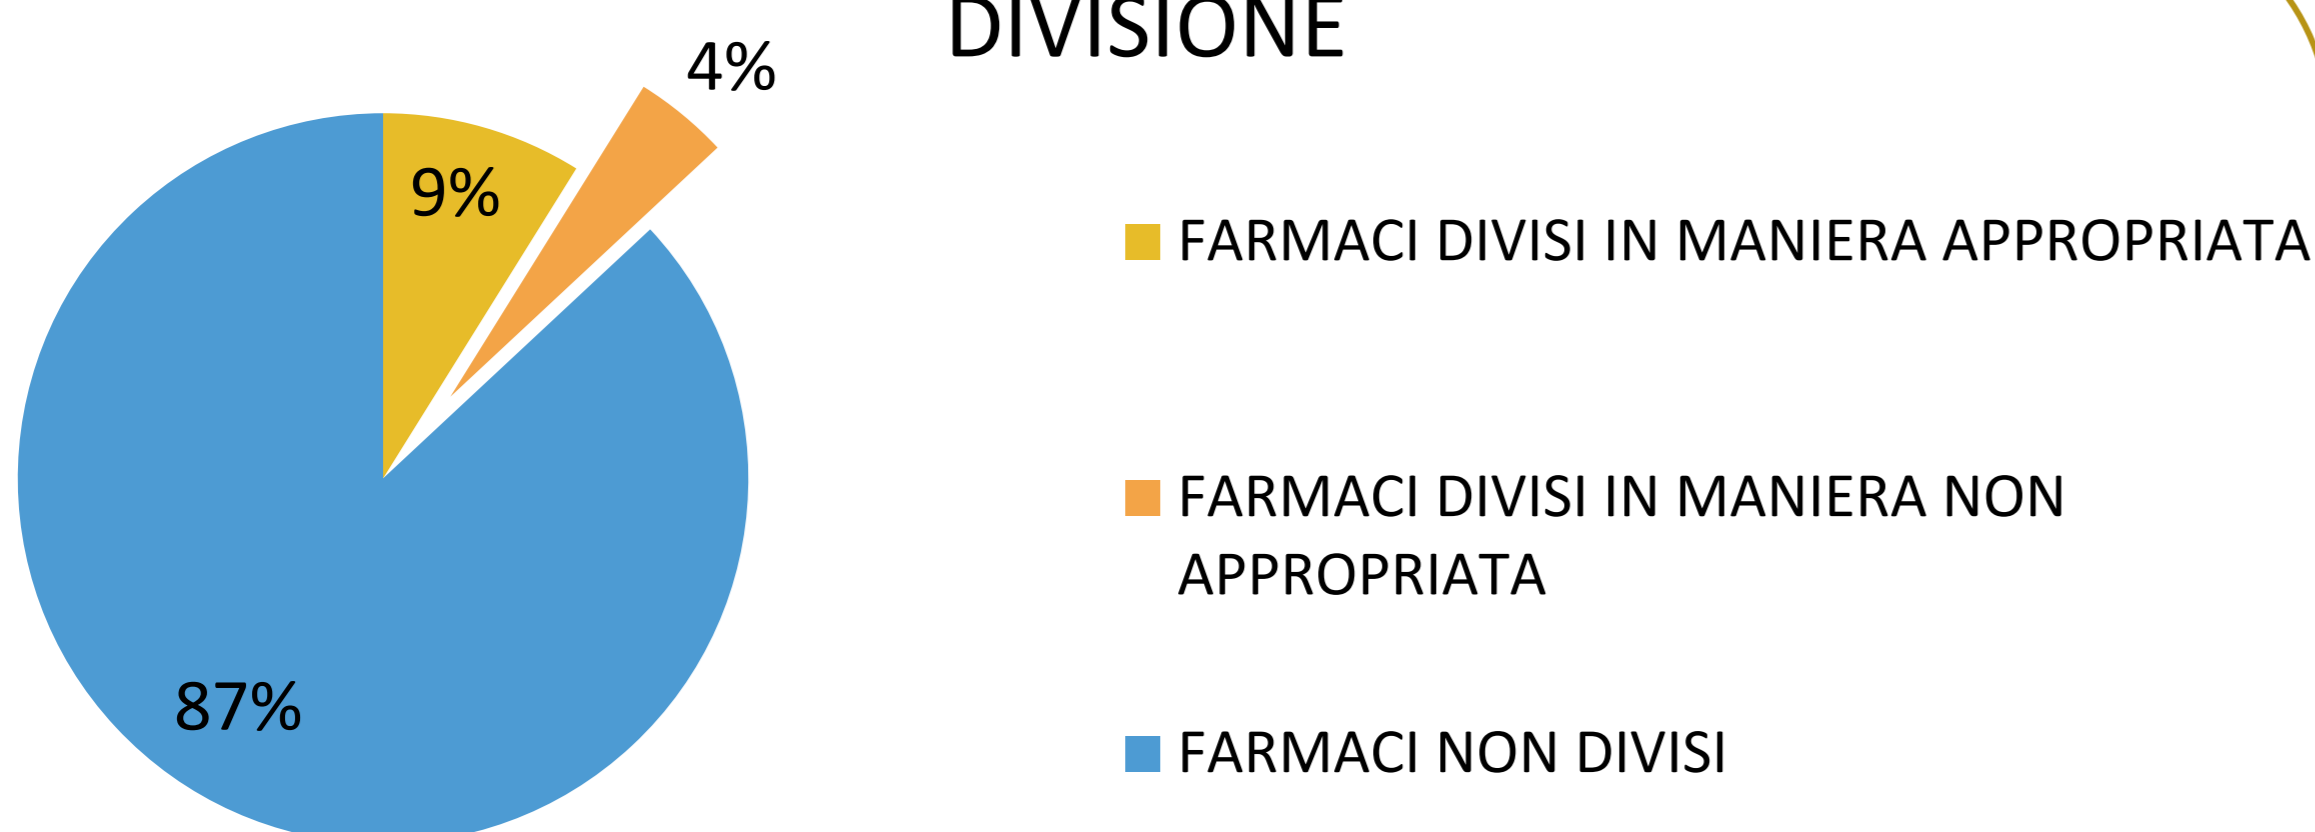 DIVISIONE
4%
9%
87%
FARMACI DIVISI IN MANIERA APPROPRIATA
FARMACI DIVISI IN MANIERA NON
APPROPRIATA
FARMACI NON DIVISI